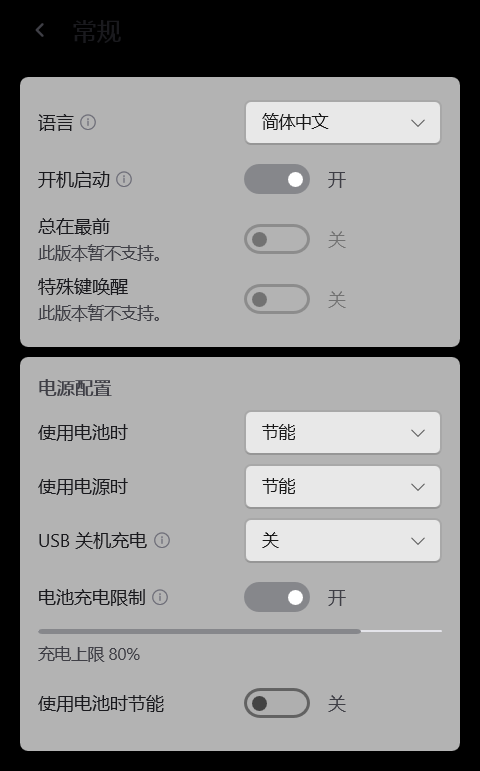 常规
语言
简体中文
开机启动
开
总在最前
此版本暂不支持。
关
特殊键唤醒
此版本暂不支持。
关
电源配置
使用电池时
节能
使用电源时
节能
USB 关机充电
关
电池充电限制
开
充电上限 80%
使用电池时节能
关